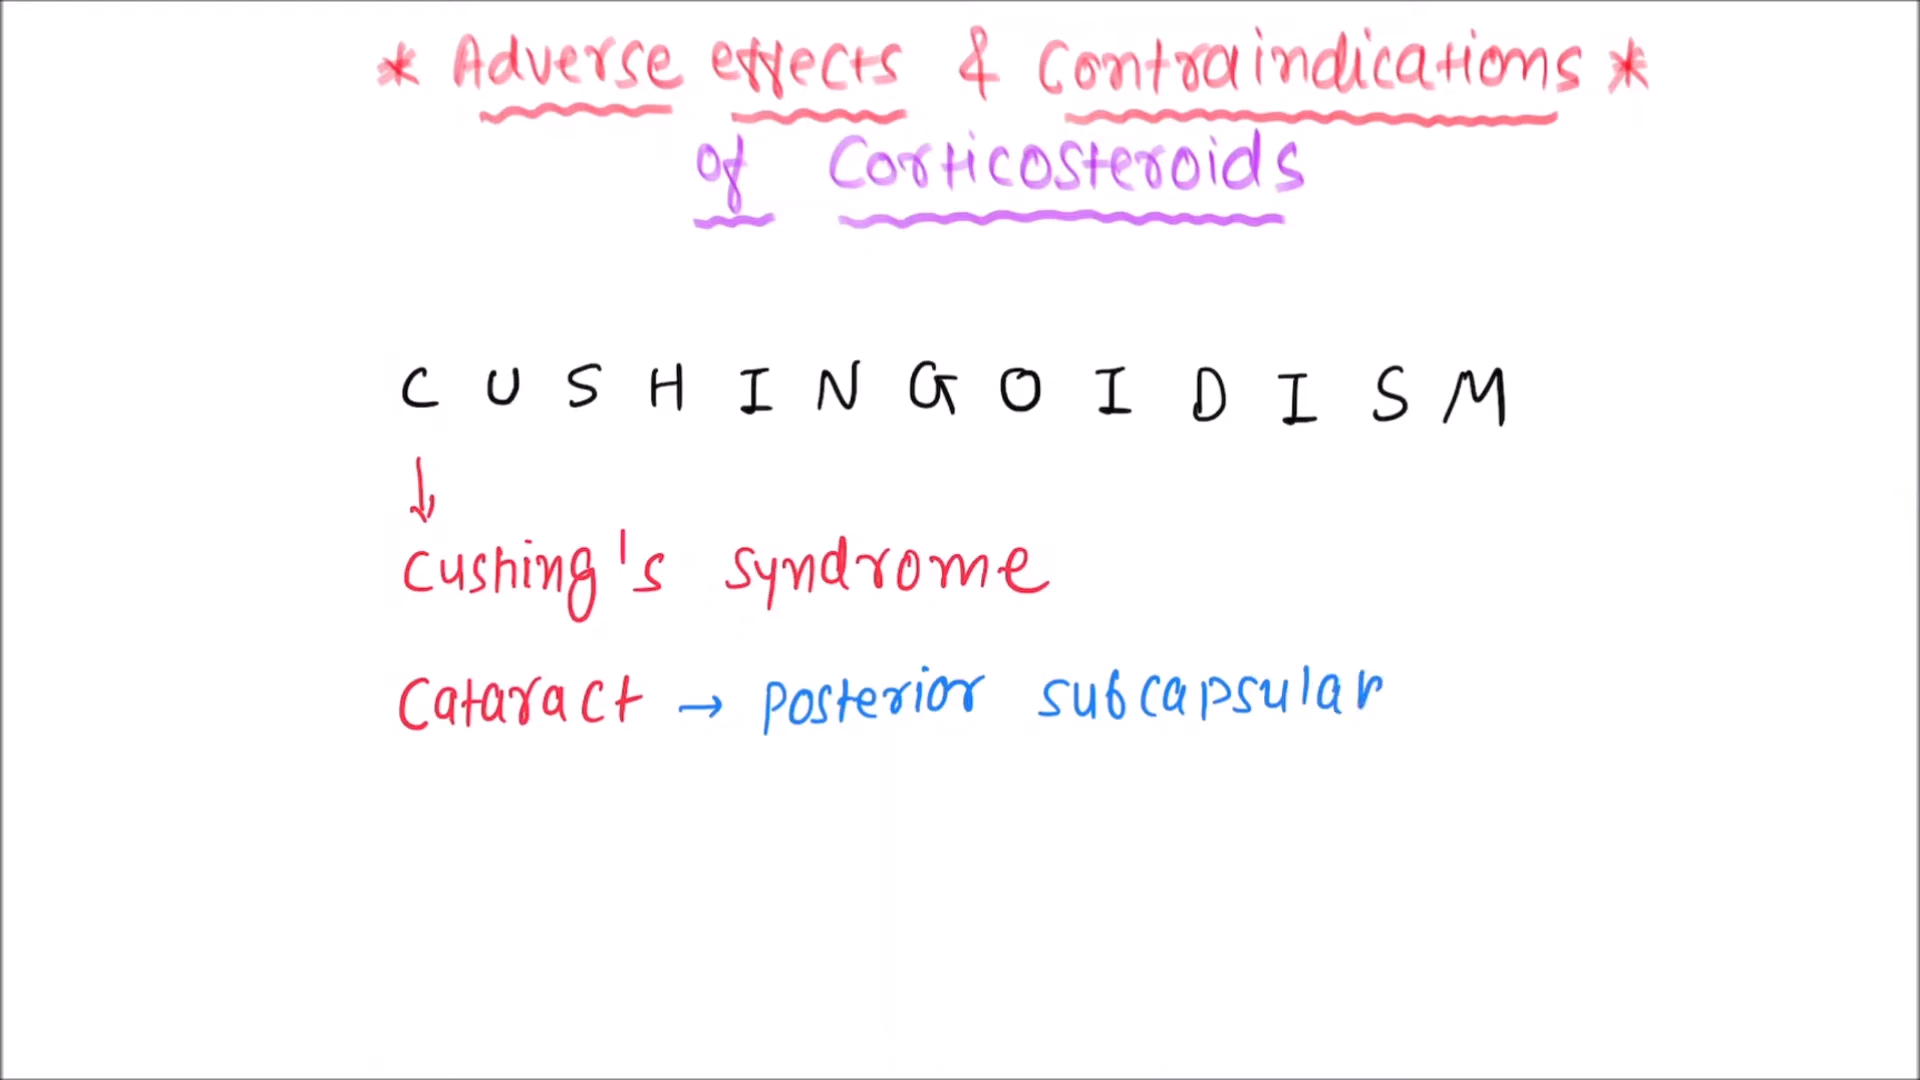 * Adverse effects & Contraindications *
of Corticosteroids
C U S H I N G O I D I S M
↓
Cushing's syndrome
Cataract → Posterior subcapsular